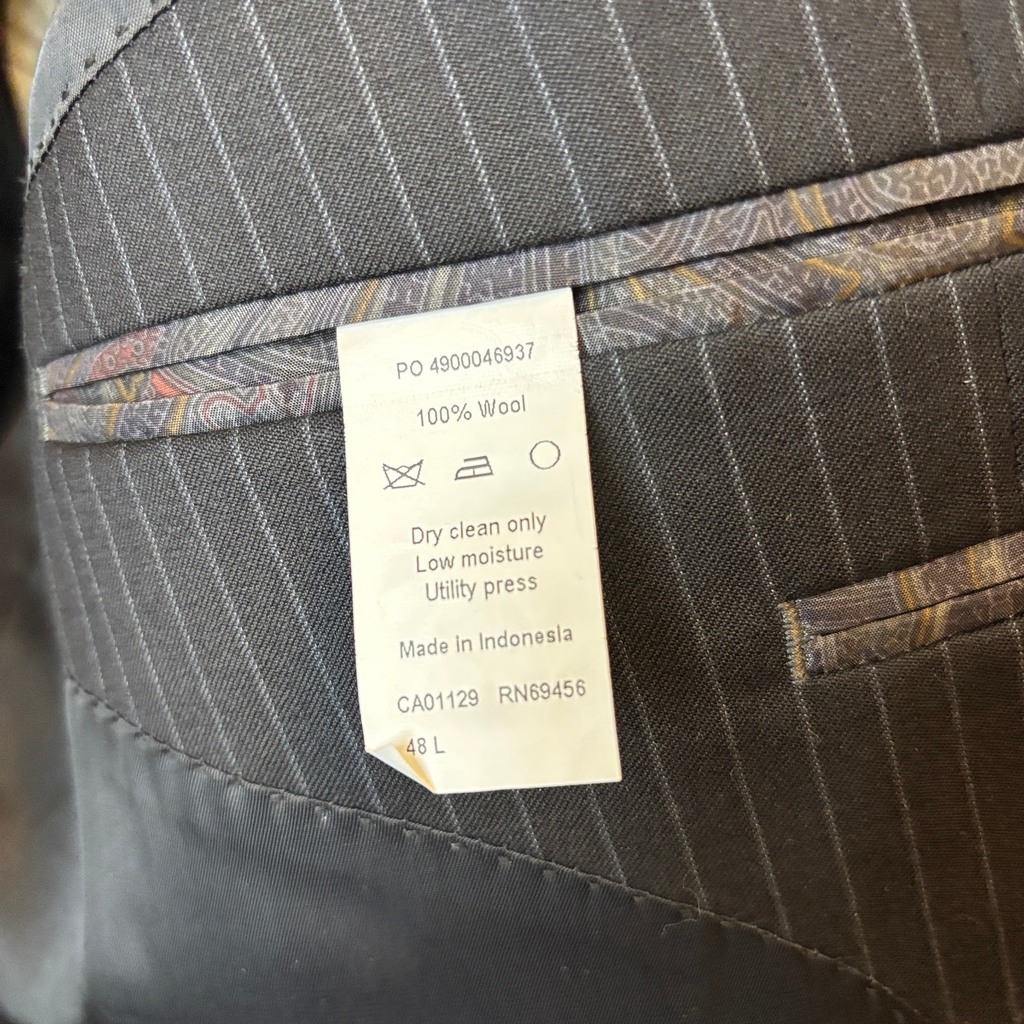 PO 4900046937
100% Wool
Dry clean only
Low moisture
Utility press
Made in Indonesia
CA01129 RN69456
48 L